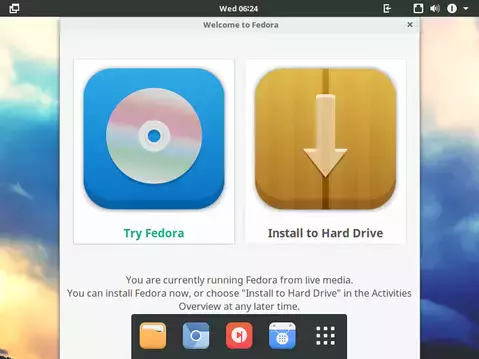 Wed 06:24
Welcome to Fedora
Try Fedora
Install to Hard Drive
You are currently running Fedora from live media.
You can install Fedora now, or choose "Install to Hard Drive" in the Activities
Overview at any later time.